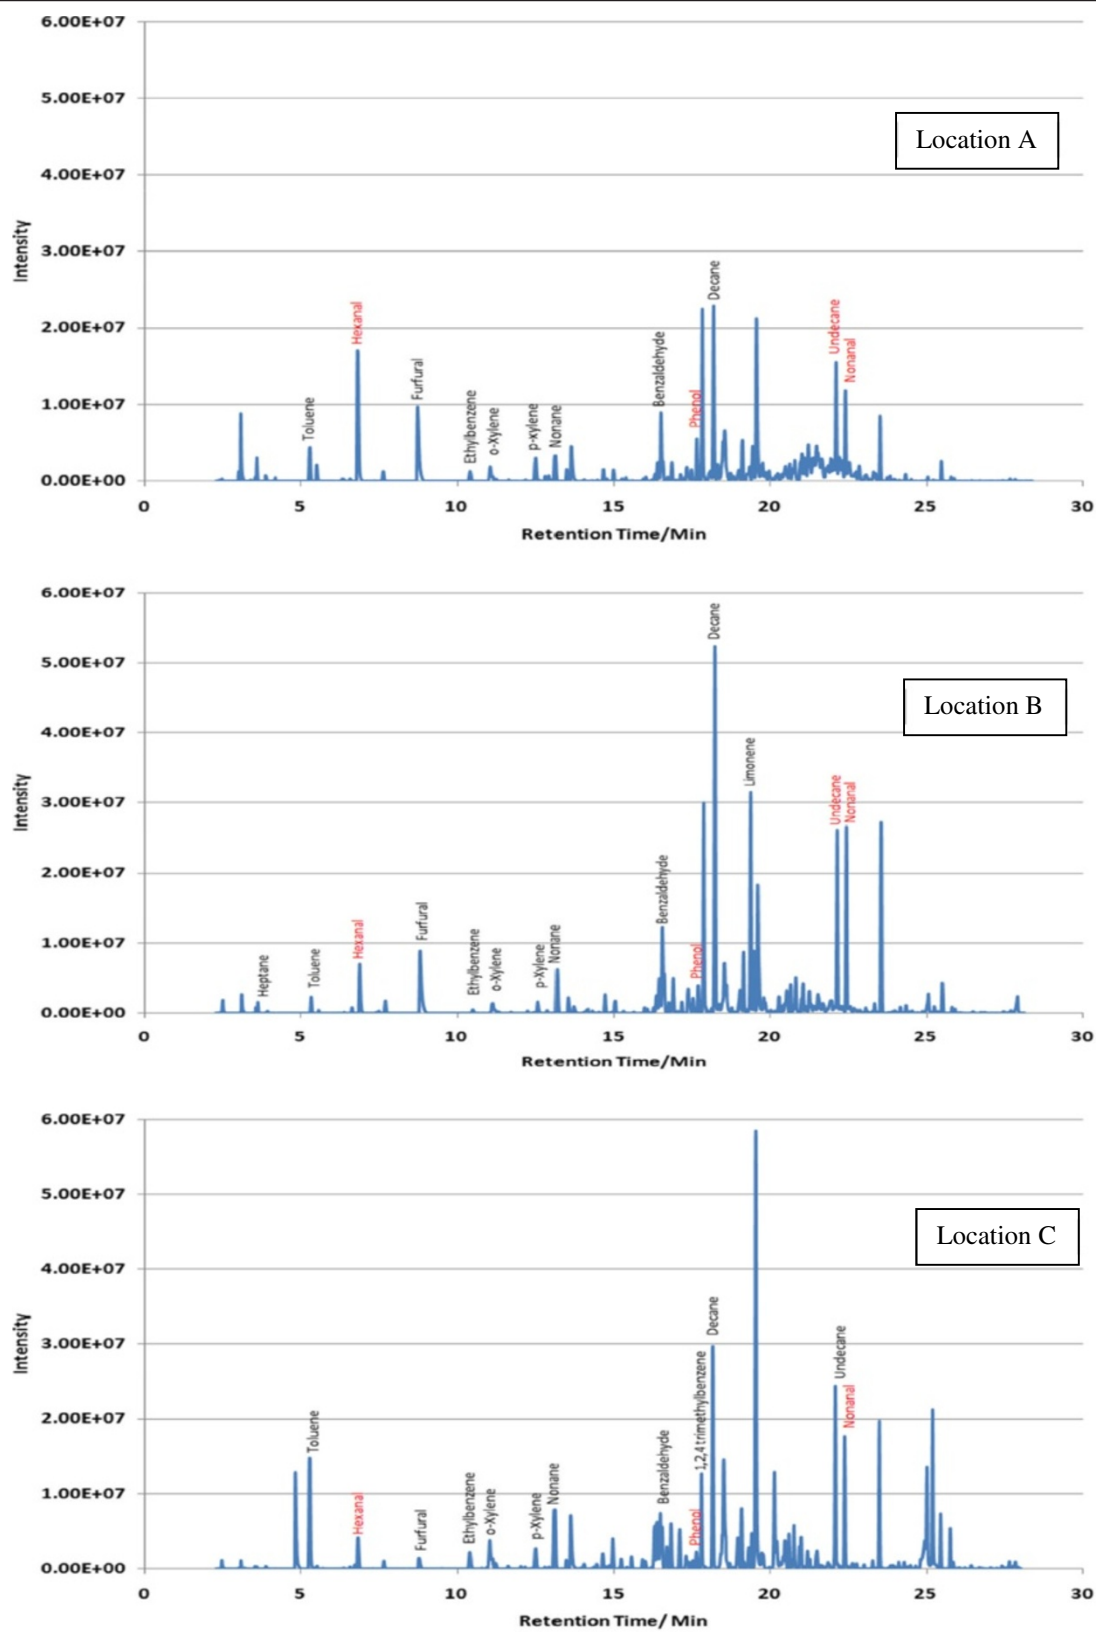 6.00E+07
5.00E+07
Location A
4.00E+07
3.00E+07
Intensity
Decane
Hexanal
Undecane
2.00E+07
Benzaldehyde
Nonanal
Furfural
Toluene
Ethylbenzene
o-Xylene
p-xylene
Nonane
Phenol
1.00E+07
0.00E+00
0 5 10 15 20 25 30
Retention Time/Min
6.00E+07
Decane
5.00E+07
Location B
4.00E+07
Limonene
Intensity
3.00E+07
Undecane
Nonanal
2.00E+07
Benzaldehyde
Furfural
Hexanal
Heptane
Toluene
Ethylbenzene
o-Xylene
p-Xylene
Nonane
Phenol
1.00E+07
0.00E+00
0 5 10 15 20 25 30
Retention Time/Min
6.00E+07
5.00E+07
Location C
4.00E+07
Intensity
Decane
3.00E+07
Undecane
1,2,4 trimethylbenzene
Nonanal
2.00E+07
Toluene
Benzaldehyde
Hexanal
Furfural
Ethylbenzene
o-Xylene
p-Xylene
Nonane
Phenol
1.00E+07
0.00E+00
0 5 10 15 20 25 30
Retention Time/ Min